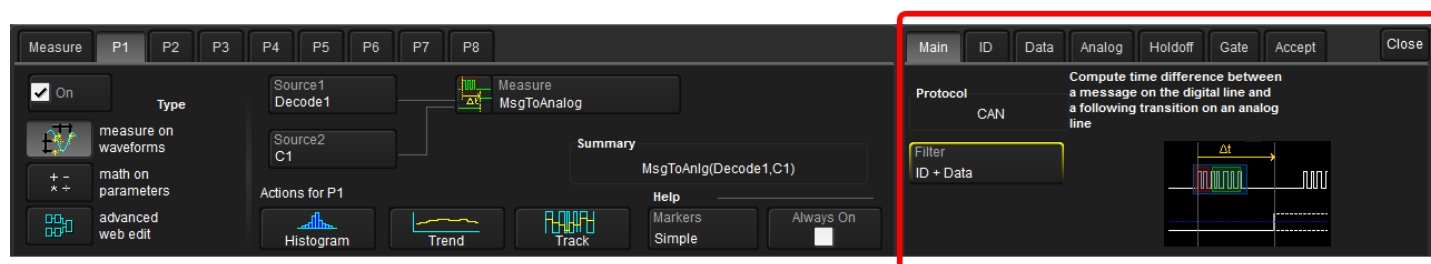 Measure P1 P2 P3 P4 P5 P6 P7 P8
On
Type
measure on
waveforms
math on
parameters
advanced
web edit
Source1
Decode1
Source2
C1
Measure
MsgToAnalog
Summary
MsgToAnlg(Decode1,C1)
Actions for P1
Histogram
Trend
Track
Help
Markers
Simple
Always On
Main ID Data Analog Holdoff Gate Accept Close
Protocol
CAN
Filter
ID + Data
Compute time difference between
a message on the digital line and
a following transition on an analog
line
Δt